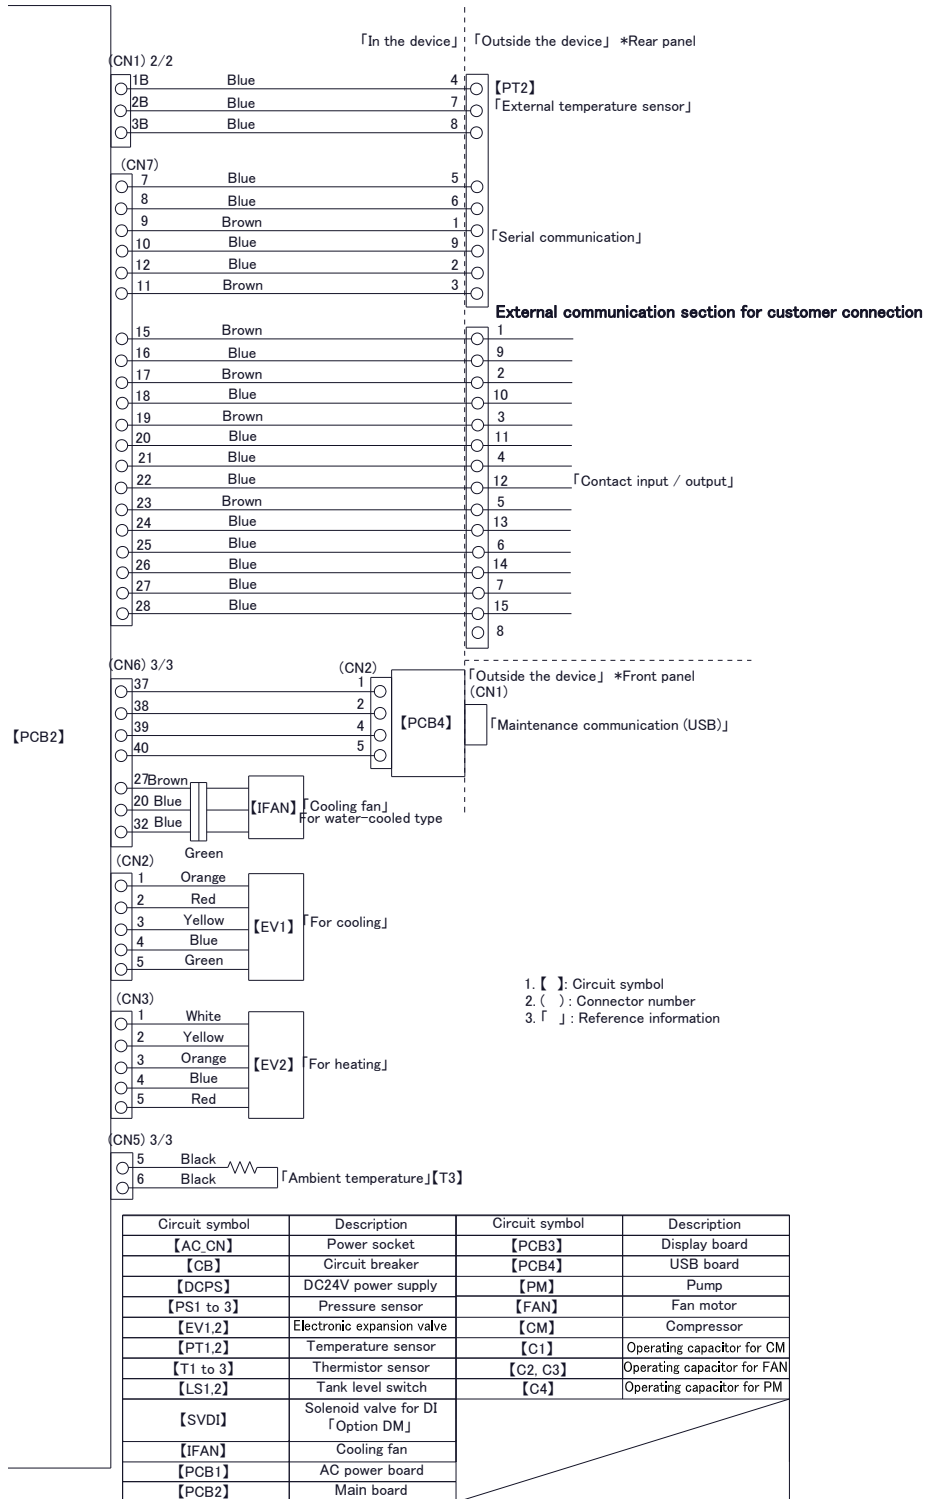 「In the device」 「Outside the device」 *Rear panel
(CN1) 2/2
1B Blue 4 【PT2】
2B Blue 7 「External temperature sensor」
3B Blue 8
(CN7)
7 Blue 5
8 Blue 6
9 Brown 1
「Serial communication」
10 Blue 9
12 Blue 2
11 Brown 3
External communication section for customer connection
15 Brown 1
16 Blue 9
17 Brown 2
18 Blue 10
19 Brown 3
20 Blue 11
21 Blue 4
22 Blue 12 「Contact input / output」
23 Brown 5
24 Blue 13
25 Blue 6
26 Blue 14
27 Blue 7
28 Blue 15
8
(CN6) 3/3 (CN2) 「Outside the device」 *Front panel
37 1 (CN1)
38 2
【PCB2】 39 4 【PCB4】 「Maintenance communication (USB)」
40 5
27 Brown
20 Blue 【IFAN】 「Cooling fan」
32 Blue For water-cooled type
Green
(CN2)
1 Orange
2 Red
3 Yellow 【EV1】 「For cooling」
4 Blue
5 Green
1. 【 】: Circuit symbol
2. ( ) : Connector number
3. 「 」 : Reference information
(CN3)
1 White
2 Yellow
3 Orange 【EV2】 「For heating」
4 Blue
5 Red
(CN5) 3/3
5 Black
6 Black 「Ambient temperature」【T3】
Circuit symbol Description Circuit symbol Description
【AC_CN】 Power socket 【PCB3】 Display board
【CB】 Circuit breaker 【PCB4】 USB board
【DCPS】 DC24V power supply 【PM】 Pump
【PS1 to 3】 Pressure sensor 【FAN】 Fan motor
【EV1,2】 Electronic expansion valve 【CM】 Compressor
【PT1,2】 Temperature sensor 【C1】 Operating capacitor for CM
【T1 to 3】 Thermistor sensor 【C2, C3】 Operating capacitor for FAN
【LS1,2】 Tank level switch 【C4】 Operating capacitor for PM
【SVDI】 Solenoid valve for DI
「Option DM」
【IFAN】 Cooling fan
【PCB1】 AC power board
【PCB2】 Main board